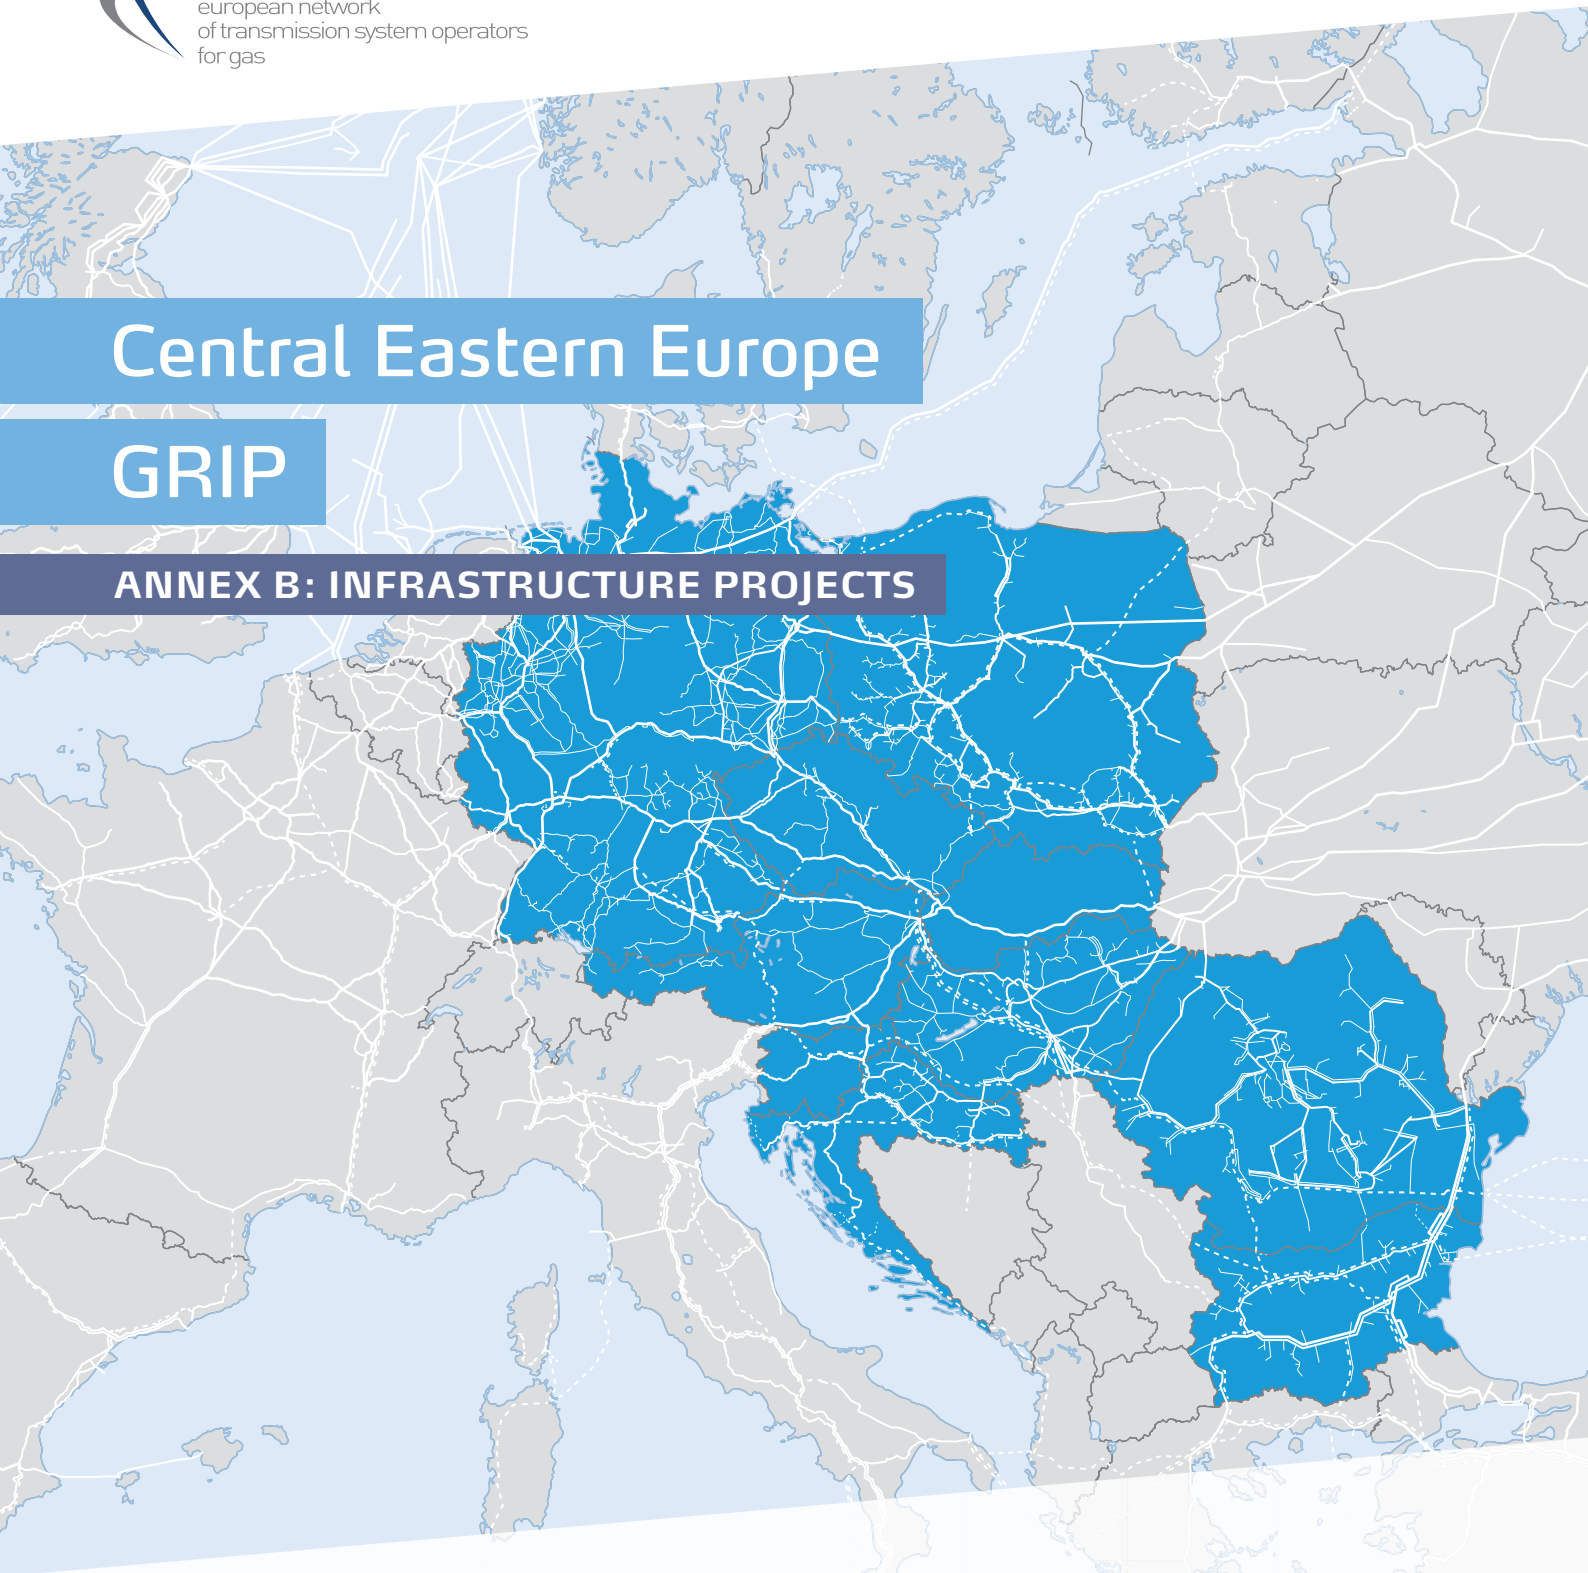 european network
of transmission system operators
for gas
Central Eastern Europe
GRIP
ANNEX B: INFRASTRUCTURE PROJECTS